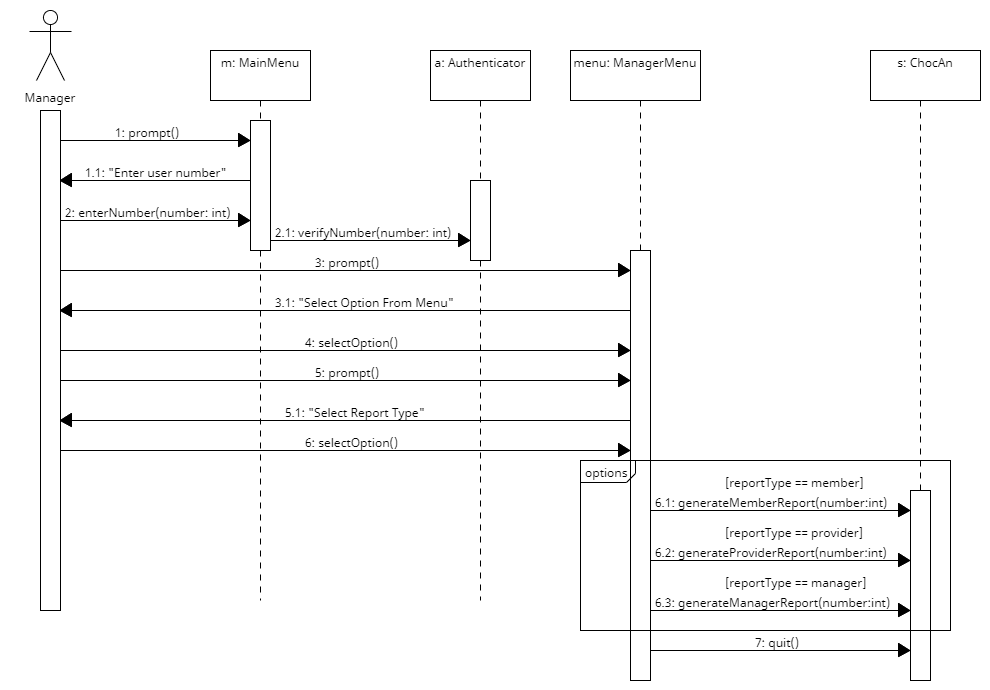 Manager
m: MainMenu
a: Authenticator
menu: ManagerMenu
s: ChocAn
1: prompt()
1.1: "Enter user number"
2: enterNumber(number: int)
2.1: verifyNumber(number: int)
3: prompt()
3.1: "Select Option From Menu"
4: selectOption()
5: prompt()
5.1: "Select Report Type"
6: selectOption()
options
[reportType == member]
6.1: generateMemberReport(number:int)
[reportType == provider]
6.2: generateProviderReport(number:int)
[reportType == manager]
6.3: generateManagerReport(number:int)
7: quit()